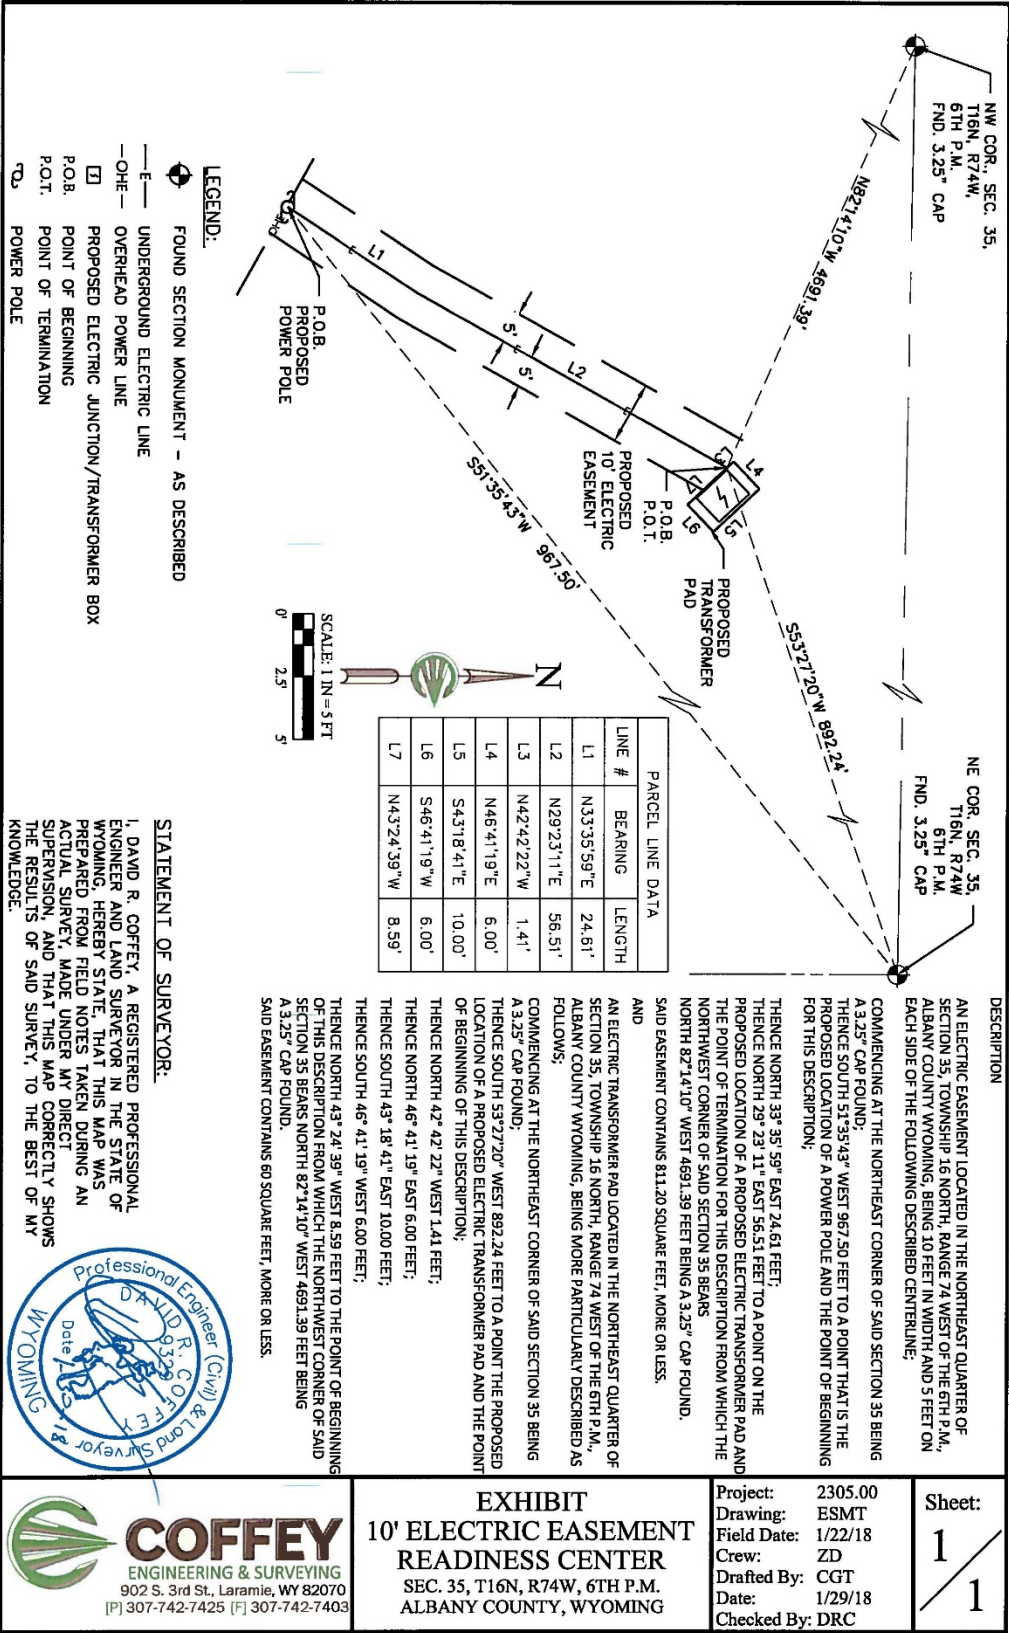 NW COR., SEC. 35,
T16N, R74W,
6TH P.M.
FND. 3.25" CAP
NE COR. SEC. 35,
T16N, R74W
6TH P.M.
FND. 3.25" CAP
N82°14'10"W 4691.39'
S53°27'20"W 892.24'
S51°35'43"W 967.50'
L1
L2
L3
L4
L5
L6
L7
5'
5'
E
E
E
OHE
P.O.B.
PROPOSED
POWER POLE
PROPOSED
10' ELECTRIC
EASEMENT
P.O.B.
P.O.T.
PROPOSED
TRANSFORMER
PAD
N
LEGEND:
FOUND SECTION MONUMENT - AS DESCRIBED
—E— UNDERGROUND ELECTRIC LINE
—OHE— OVERHEAD POWER LINE
PROPOSED ELECTRIC JUNCTION/TRANSFORMER BOX
P.O.B. POINT OF BEGINNING
P.O.T. POINT OF TERMINATION
POWER POLE
SCALE: 1 IN = 5 FT
0' 2.5' 5'
PARCEL LINE DATA
LINE # BEARING LENGTH
L1 N33°35'59"E 24.61'
L2 N29°23'11"E 56.51'
L3 N42°42'22"W 1.41'
L4 N46°41'19"E 6.00'
L5 S43°18'41"E 10.00'
L6 S46°41'19"W 6.00'
L7 N43°24'39"W 8.59'
STATEMENT OF SURVEYOR:
I, DAVID R. COFFEY, A REGISTERED PROFESSIONAL
ENGINEER AND LAND SURVEYOR IN THE STATE OF
WYOMING, HEREBY STATE, THAT THIS MAP WAS
PREPARED FROM FIELD NOTES TAKEN DURING AN
ACTUAL SURVEY, MADE UNDER MY DIRECT
SUPERVISION, AND THAT THIS MAP CORRECTLY SHOWS
THE RESULTS OF SAID SURVEY, TO THE BEST OF MY
KNOWLEDGE.
DESCRIPTION
AN ELECTRIC EASEMENT LOCATED IN THE NORTHEAST QUARTER OF
SECTION 35, TOWNSHIP 16 NORTH, RANGE 74 WEST OF THE 6TH P.M.,
ALBANY COUNTY WYOMING, BEING 10 FEET IN WIDTH AND 5 FEET ON
EACH SIDE OF THE FOLLOWING DESCRIBED CENTERLINE;
COMMENCING AT THE NORTHEAST CORNER OF SAID SECTION 35 BEING
A 3.25" CAP FOUND;
THENCE SOUTH 51°35'43" WEST 967.50 FEET TO A POINT THAT IS THE
PROPOSED LOCATION OF A POWER POLE AND THE POINT OF BEGINNING
FOR THIS DESCRIPTION;
THENCE NORTH 33° 35' 59" EAST 24.61 FEET;
THENCE NORTH 29° 23' 11" EAST 56.51 FEET TO A POINT ON THE
PROPOSED LOCATION OF A PROPOSED ELECTRIC TRANSFORMER PAD AND
THE POINT OF TERMINATION FOR THIS DESCRIPTION FROM WHICH THE
NORTHWEST CORNER OF SAID SECTION 35 BEARS
NORTH 82°14'10" WEST 4691.39 FEET BEING A 3.25" CAP FOUND.
SAID EASEMENT CONTAINS 811.20 SQUARE FEET, MORE OR LESS.
AND
AN ELECTRIC TRANSFORMER PAD LOCATED IN THE NORTHEAST QUARTER OF
SECTION 35, TOWNSHIP 16 NORTH, RANGE 74 WEST OF THE 6TH P.M.,
ALBANY COUNTY WYOMING, BEING MORE PARTICULARLY DESCRIBED AS
FOLLOWS;
COMMENCING AT THE NORTHEAST CORNER OF SAID SECTION 35 BEING
A 3.25" CAP FOUND;
THENCE SOUTH 53°27'20" WEST 892.24 FEET TO A POINT THE PROPOSED
LOCATION OF A PROPOSED ELECTRIC TRANSFORMER PAD AND THE POINT
OF BEGINNING OF THIS DESCRIPTION;
THENCE NORTH 42° 42' 22" WEST 1.41 FEET;
THENCE NORTH 46° 41' 19" EAST 6.00 FEET;
THENCE SOUTH 43° 18' 41" EAST 10.00 FEET;
THENCE SOUTH 46° 41' 19" WEST 6.00 FEET;
THENCE NORTH 43° 24' 39" WEST 8.59 FEET TO THE POINT OF BEGINNING
OF THIS DESCRIPTION FROM WHICH THE NORTHWEST CORNER OF SAID
SECTION 35 BEARS NORTH 82°14'10" WEST 4691.39 FEET BEING
A 3.25" CAP FOUND.
SAID EASEMENT CONTAINS 60 SQUARE FEET, MORE OR LESS.
Professional Engineer (Civil) & Land Surveyor
DAVID R. COFFEY
Date
WYOMING
COFFEY
ENGINEERING & SURVEYING
902 S. 3rd St., Laramie, WY 82070
[P] 307-742-7425 [F] 307-742-7403
EXHIBIT
10' ELECTRIC EASEMENT
READINESS CENTER
SEC. 35, T16N, R74W, 6TH P.M.
ALBANY COUNTY, WYOMING
Project: 2305.00
Drawing: ESMT
Field Date: 1/22/18
Crew: ZD
Drafted By: CGT
Date: 1/29/18
Checked By: DRC
Sheet:
1/1